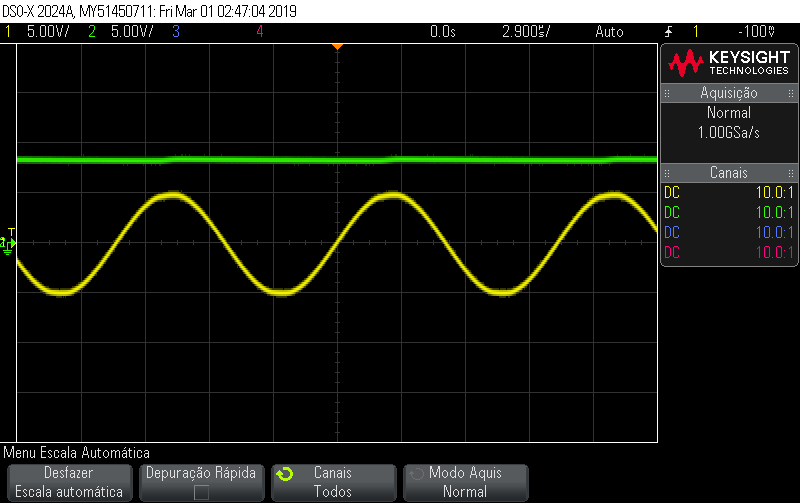 DSO-X 2024A, MY51450711: Fri Mar 01 02:47:04 2019
1 5.00V/ 2 5.00V/ 3 4 0.0s 2.900s/ Auto 1 -100V
KEYSIGHT
TECHNOLOGIES
Aquisição
Normal
1.00GSa/s
Canais
DC 10.0:1
DC 10.0:1
DC 10.0:1
DC 10.0:1
T
Menu Escala Automática
Desfazer
Escala automática
Depuração Rápida
Canais
Todos
Modo Aquis
Normal